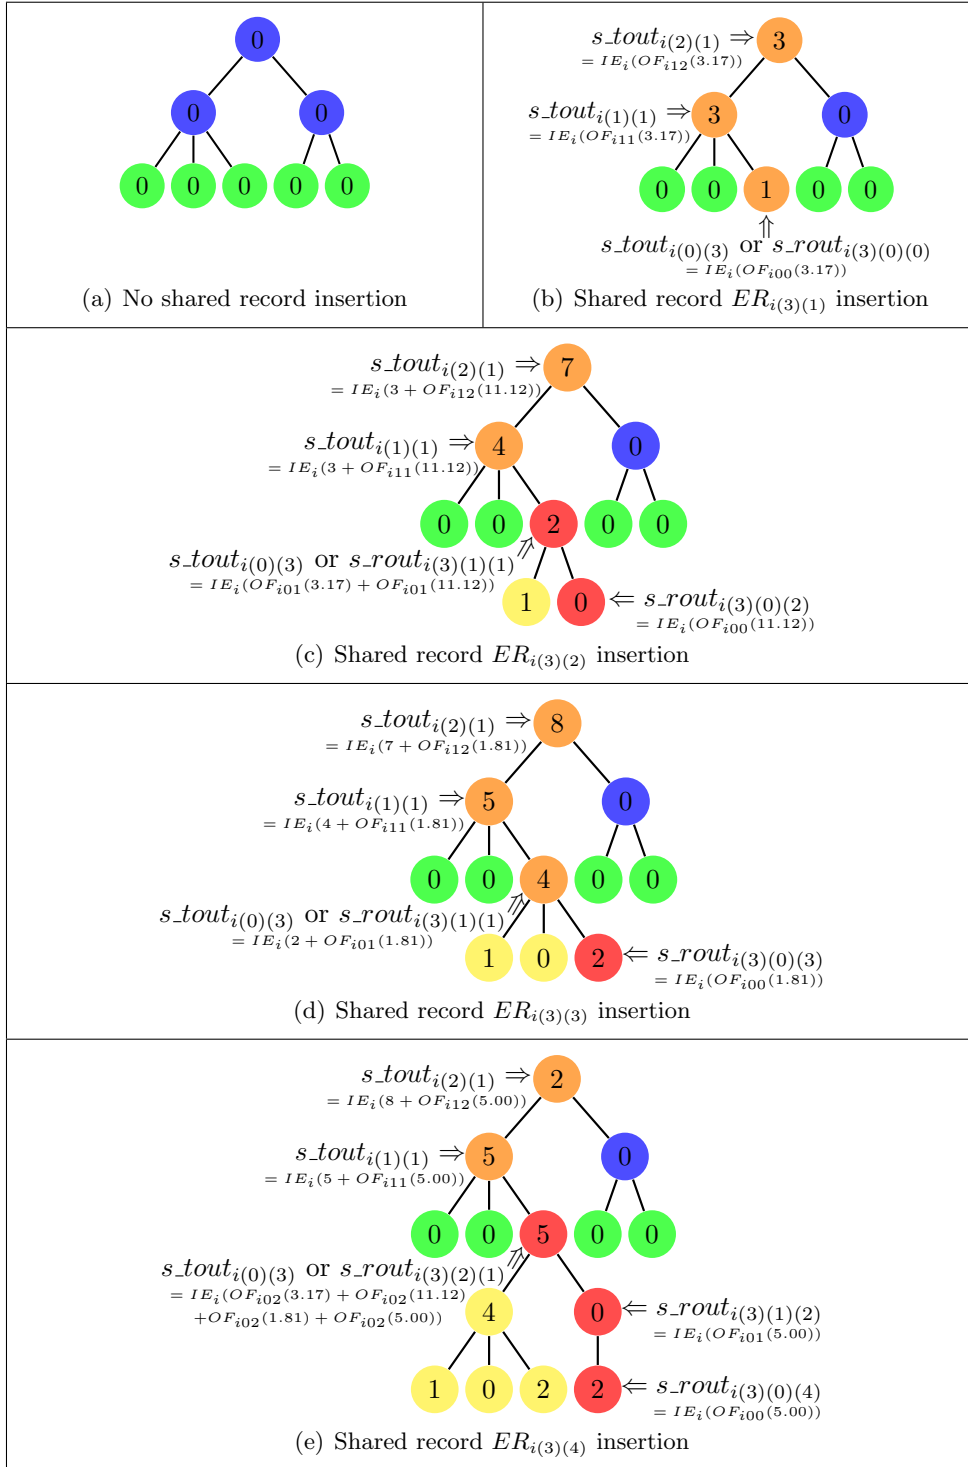 0
0 0
0 0 0 0 0
(a) No shared record insertion
s_tout_{i(2)(1)} ⇒ 3
= IE_i(OF_{i12}(3.17))
s_tout_{i(1)(1)} ⇒ 3 0
= IE_i(OF_{i11}(3.17))
0 0 1 0 0
⇑
s_tout_{i(0)(3)} or s_rout_{i(3)(0)(0)}
= IE_i(OF_{i00}(3.17))
(b) Shared record ER_{i(3)(1)} insertion
s_tout_{i(2)(1)} ⇒ 7
= IE_i(3 + OF_{i12}(11.12))
s_tout_{i(1)(1)} ⇒ 4 0
= IE_i(3 + OF_{i11}(11.12))
0 0 2 0 0
s_tout_{i(0)(3)} or s_rout_{i(3)(1)(1)} ⇗
= IE_i(OF_{i01}(3.17) + OF_{i01}(11.12))
1 0 ⇐ s_rout_{i(3)(0)(2)}
= IE_i(OF_{i00}(11.12))
(c) Shared record ER_{i(3)(2)} insertion
s_tout_{i(2)(1)} ⇒ 8
= IE_i(7 + OF_{i12}(1.81))
s_tout_{i(1)(1)} ⇒ 5 0
= IE_i(4 + OF_{i11}(1.81))
0 0 4 0 0
s_tout_{i(0)(3)} or s_rout_{i(3)(1)(1)} ⇗
= IE_i(2 + OF_{i01}(1.81))
1 0 2 ⇐ s_rout_{i(3)(0)(3)}
= IE_i(OF_{i00}(1.81))
(d) Shared record ER_{i(3)(3)} insertion
s_tout_{i(2)(1)} ⇒ 2
= IE_i(8 + OF_{i12}(5.00))
s_tout_{i(1)(1)} ⇒ 5 0
= IE_i(5 + OF_{i11}(5.00))
0 0 5 0 0
s_tout_{i(0)(3)} or s_rout_{i(3)(2)(1)} ⇗
= IE_i(OF_{i02}(3.17) + OF_{i02}(11.12)
+OF_{i02}(1.81) + OF_{i02}(5.00))
4 0 ⇐ s_rout_{i(3)(1)(2)}
= IE_i(OF_{i01}(5.00))
1 0 2 2 ⇐ s_rout_{i(3)(0)(4)}
= IE_i(OF_{i00}(5.00))
(e) Shared record ER_{i(3)(4)} insertion